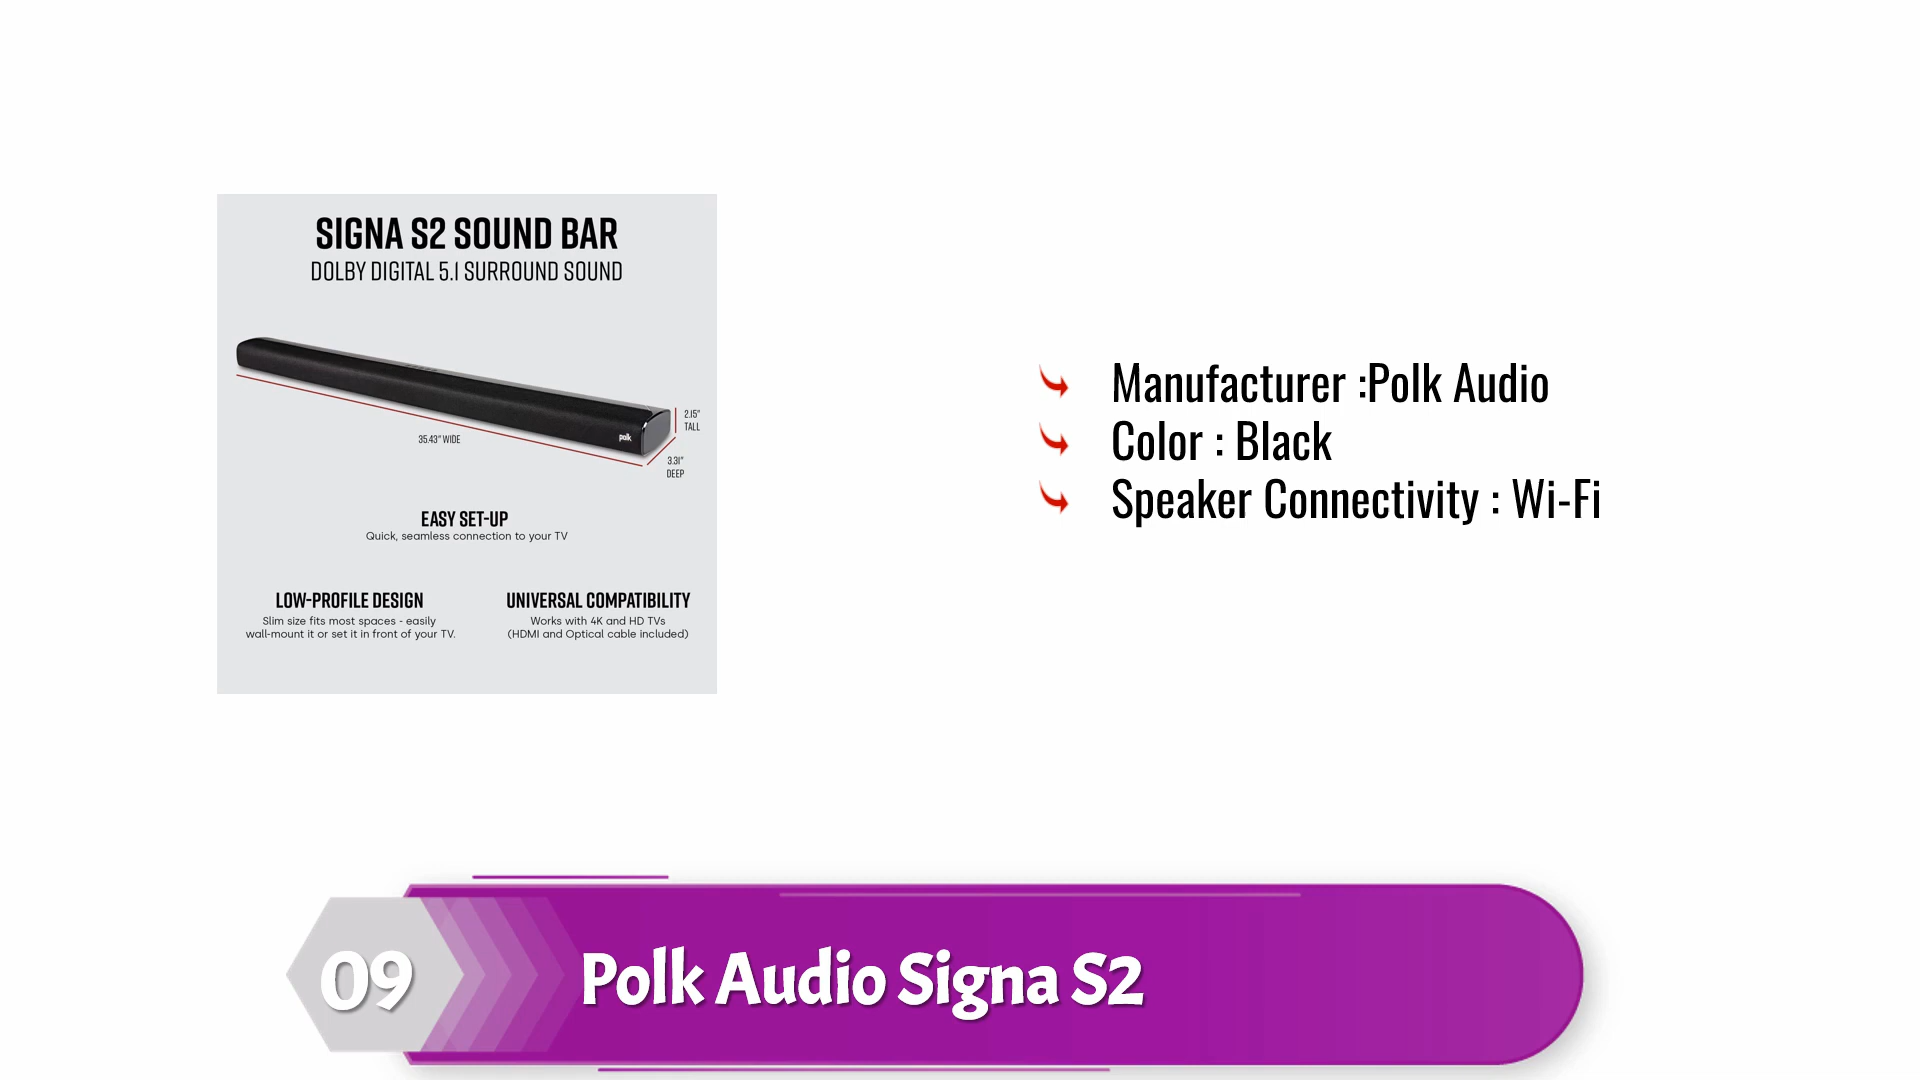 SIGNA S2 SOUND BAR
DOLBY DIGITAL 5.1 SURROUND SOUND
2.15"
TALL
polk
35.43" WIDE
3.31"
DEEP
EASY SET-UP
Quick, seamless connection to your TV
LOW-PROFILE DESIGN
Slim size fits most spaces - easily
wall-mount it or set it in front of your TV.
UNIVERSAL COMPATIBILITY
Works with 4K and HD TVs
(HDMI and Optical cable included)
Manufacturer :Polk Audio
Color : Black
Speaker Connectivity : Wi-Fi
09
Polk Audio Signa S2